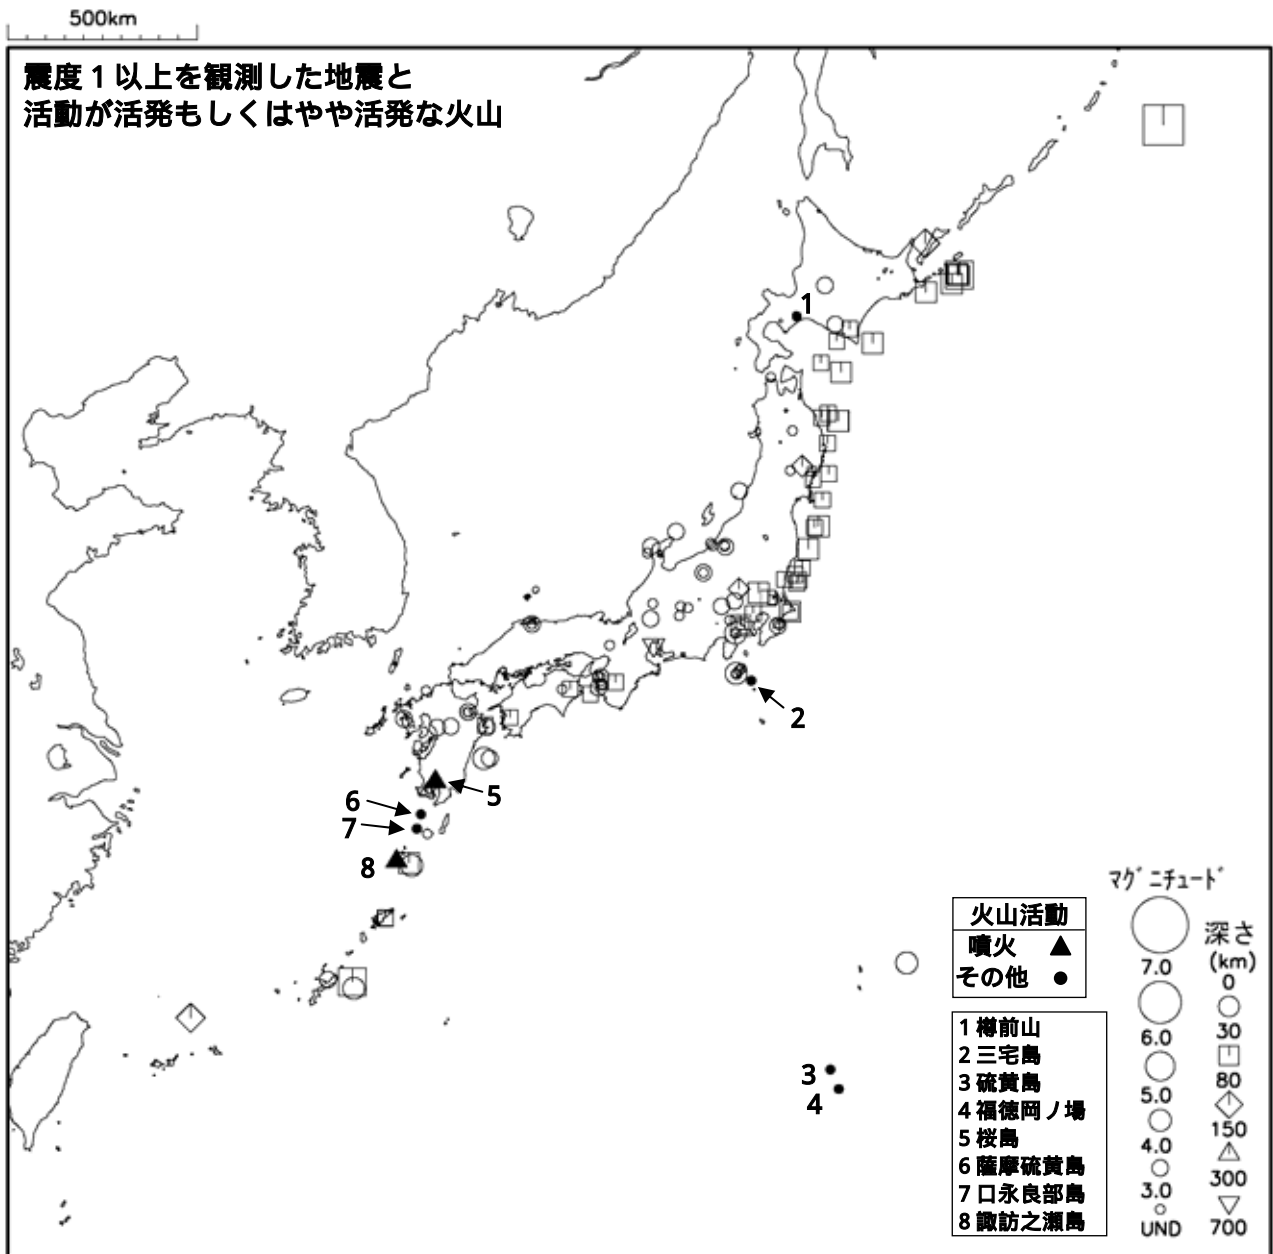 500km
震度１以上を観測した地震と
活動が活発もしくはやや活発な火山
1
2
5
6
7
8
3
4
火山活動
噴火 ▲
その他 ●
1 樽前山
2 三宅島
3 硫黄島
4 福徳岡ノ場
5 桜島
6 薩摩硫黄島
7 口永良部島
8 諏訪之瀬島
ﾏｸﾞﾆﾁｭｰﾄﾞ
7.0
6.0
5.0
4.0
3.0
UND
深さ
(km)
0
30
80
150
300
700